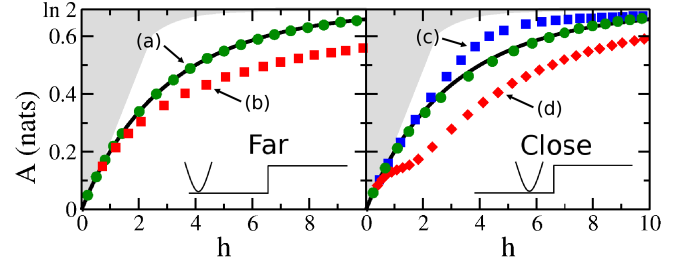 ln 2
0.6
0.4
0.2
0
A (nats)
(a)
(b)
Far
0 2 4 6 8
h
(c)
(d)
Close
0 2 4 6 8 10
h